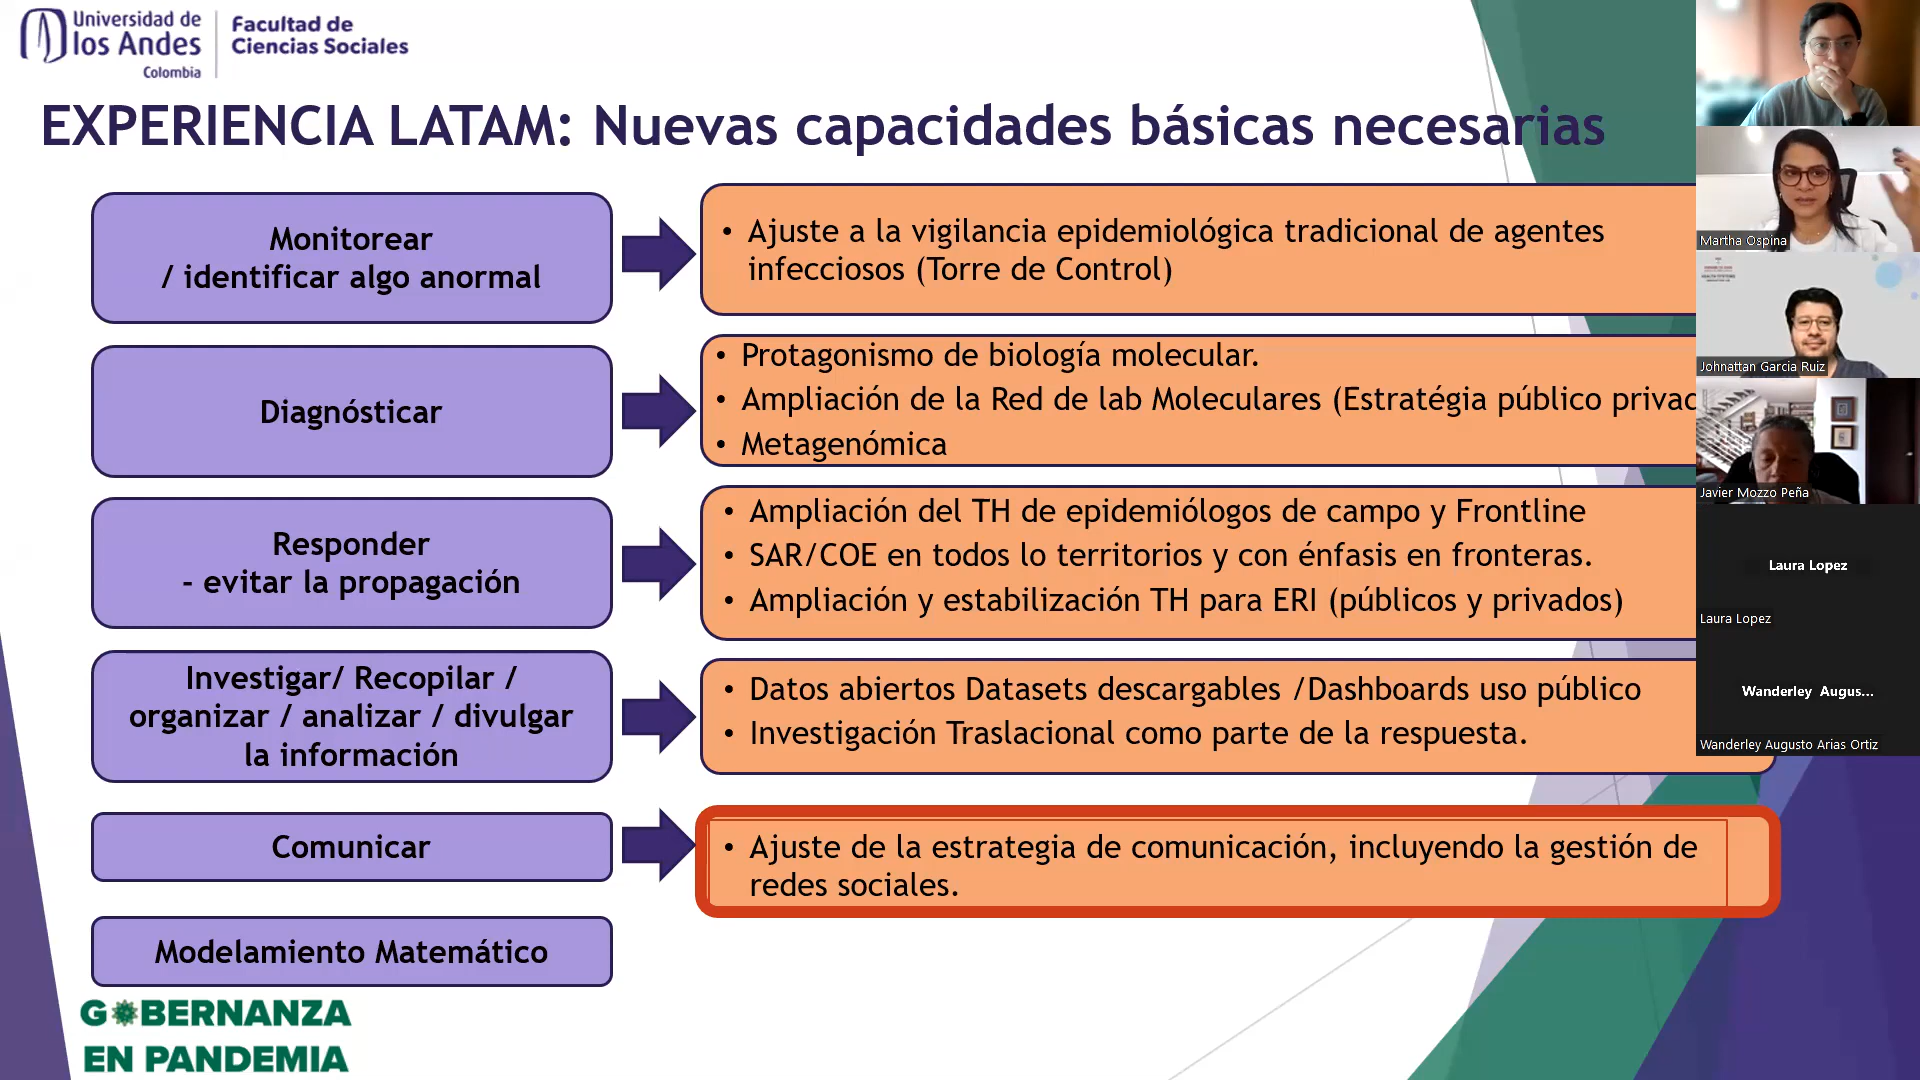 Universidad de
los Andes
Colombia
Facultad de
Ciencias Sociales
EXPERIENCIA LATAM: Nuevas capacidades básicas necesarias
Monitorear
/ identificar algo anormal
• Ajuste a la vigilancia epidemiológica tradicional de agentes
infecciosos (Torre de Control)
Diagnósticar
• Protagonismo de biología molecular.
• Ampliación de la Red de lab Moleculares (Estratégia público privad
• Metagenómica
Responder
- evitar la propagación
• Ampliación del TH de epidemiólogos de campo y Frontline
• SAR/COE en todos lo territorios y con énfasis en fronteras.
• Ampliación y estabilización TH para ERI (públicos y privados)
Investigar/ Recopilar /
organizar / analizar / divulgar
la información
• Datos abiertos Datasets descargables /Dashboards uso público
• Investigación Traslacional como parte de la respuesta.
Comunicar
• Ajuste de la estrategia de comunicación, incluyendo la gestión de
redes sociales.
Modelamiento Matemático
GOBERNANZA
EN PANDEMIA
Martha Ospina
Johnattan Garcia Ruiz
Javier Mozzo Peña
Laura Lopez
Laura Lopez
Wanderley Augus...
Wanderley Augusto Arias Ortiz